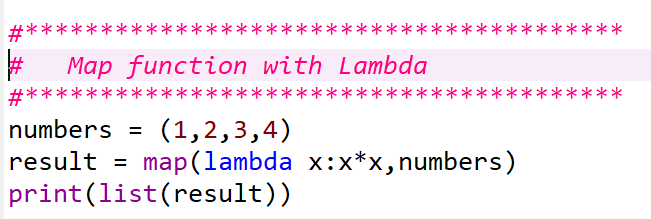 #****************************************
#   Map function with Lambda
#****************************************
numbers = (1,2,3,4)
result = map(lambda x:x*x,numbers)
print(list(result))